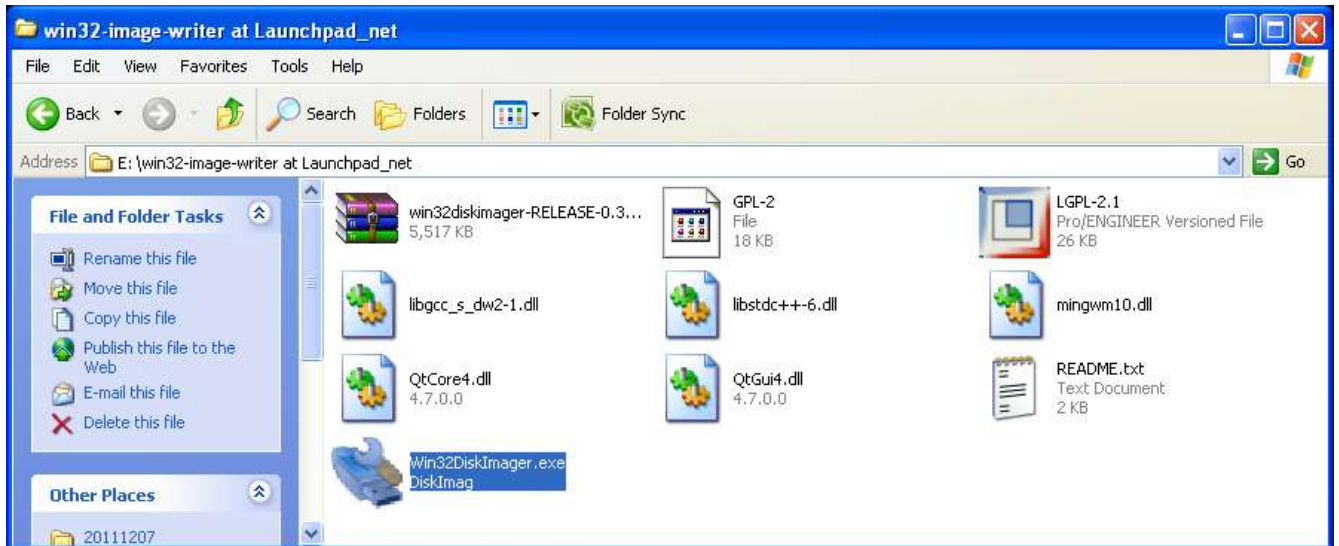 win32-image-writer at Launchpad_net
File Edit View Favorites Tools Help
Back Search Folders Folder Sync
Address E: \win32-image-writer at Launchpad_net Go
File and Folder Tasks
Rename this file
Move this file
Copy this file
Publish this file to the
Web
E-mail this file
Delete this file
Other Places
20111207
win32diskimager-RELEASE-0.3...
5,517 KB
GPL-2
File
18 KB
LGPL-2.1
Pro/ENGINEER Versioned File
26 KB
libgcc_s_dw2-1.dll
libstdc++-6.dll
mingwm10.dll
QtCore4.dll
4.7.0.0
QtGui4.dll
4.7.0.0
README.txt
Text Document
2 KB
Win32DiskImager.exe
DiskImag